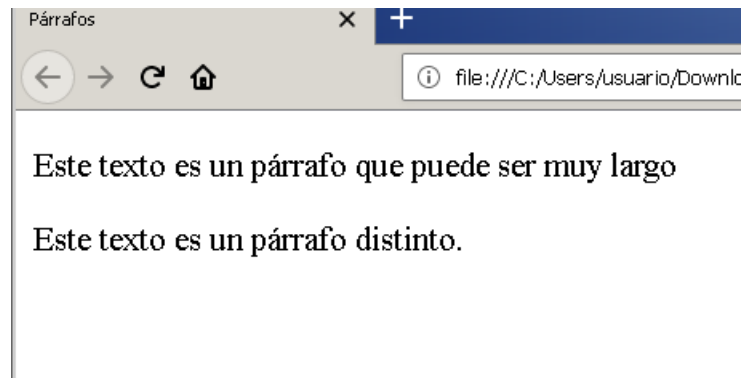 Párrafos
file:///C:/Users/usuario/Downlo
Este texto es un párrafo que puede ser muy largo
Este texto es un párrafo distinto.